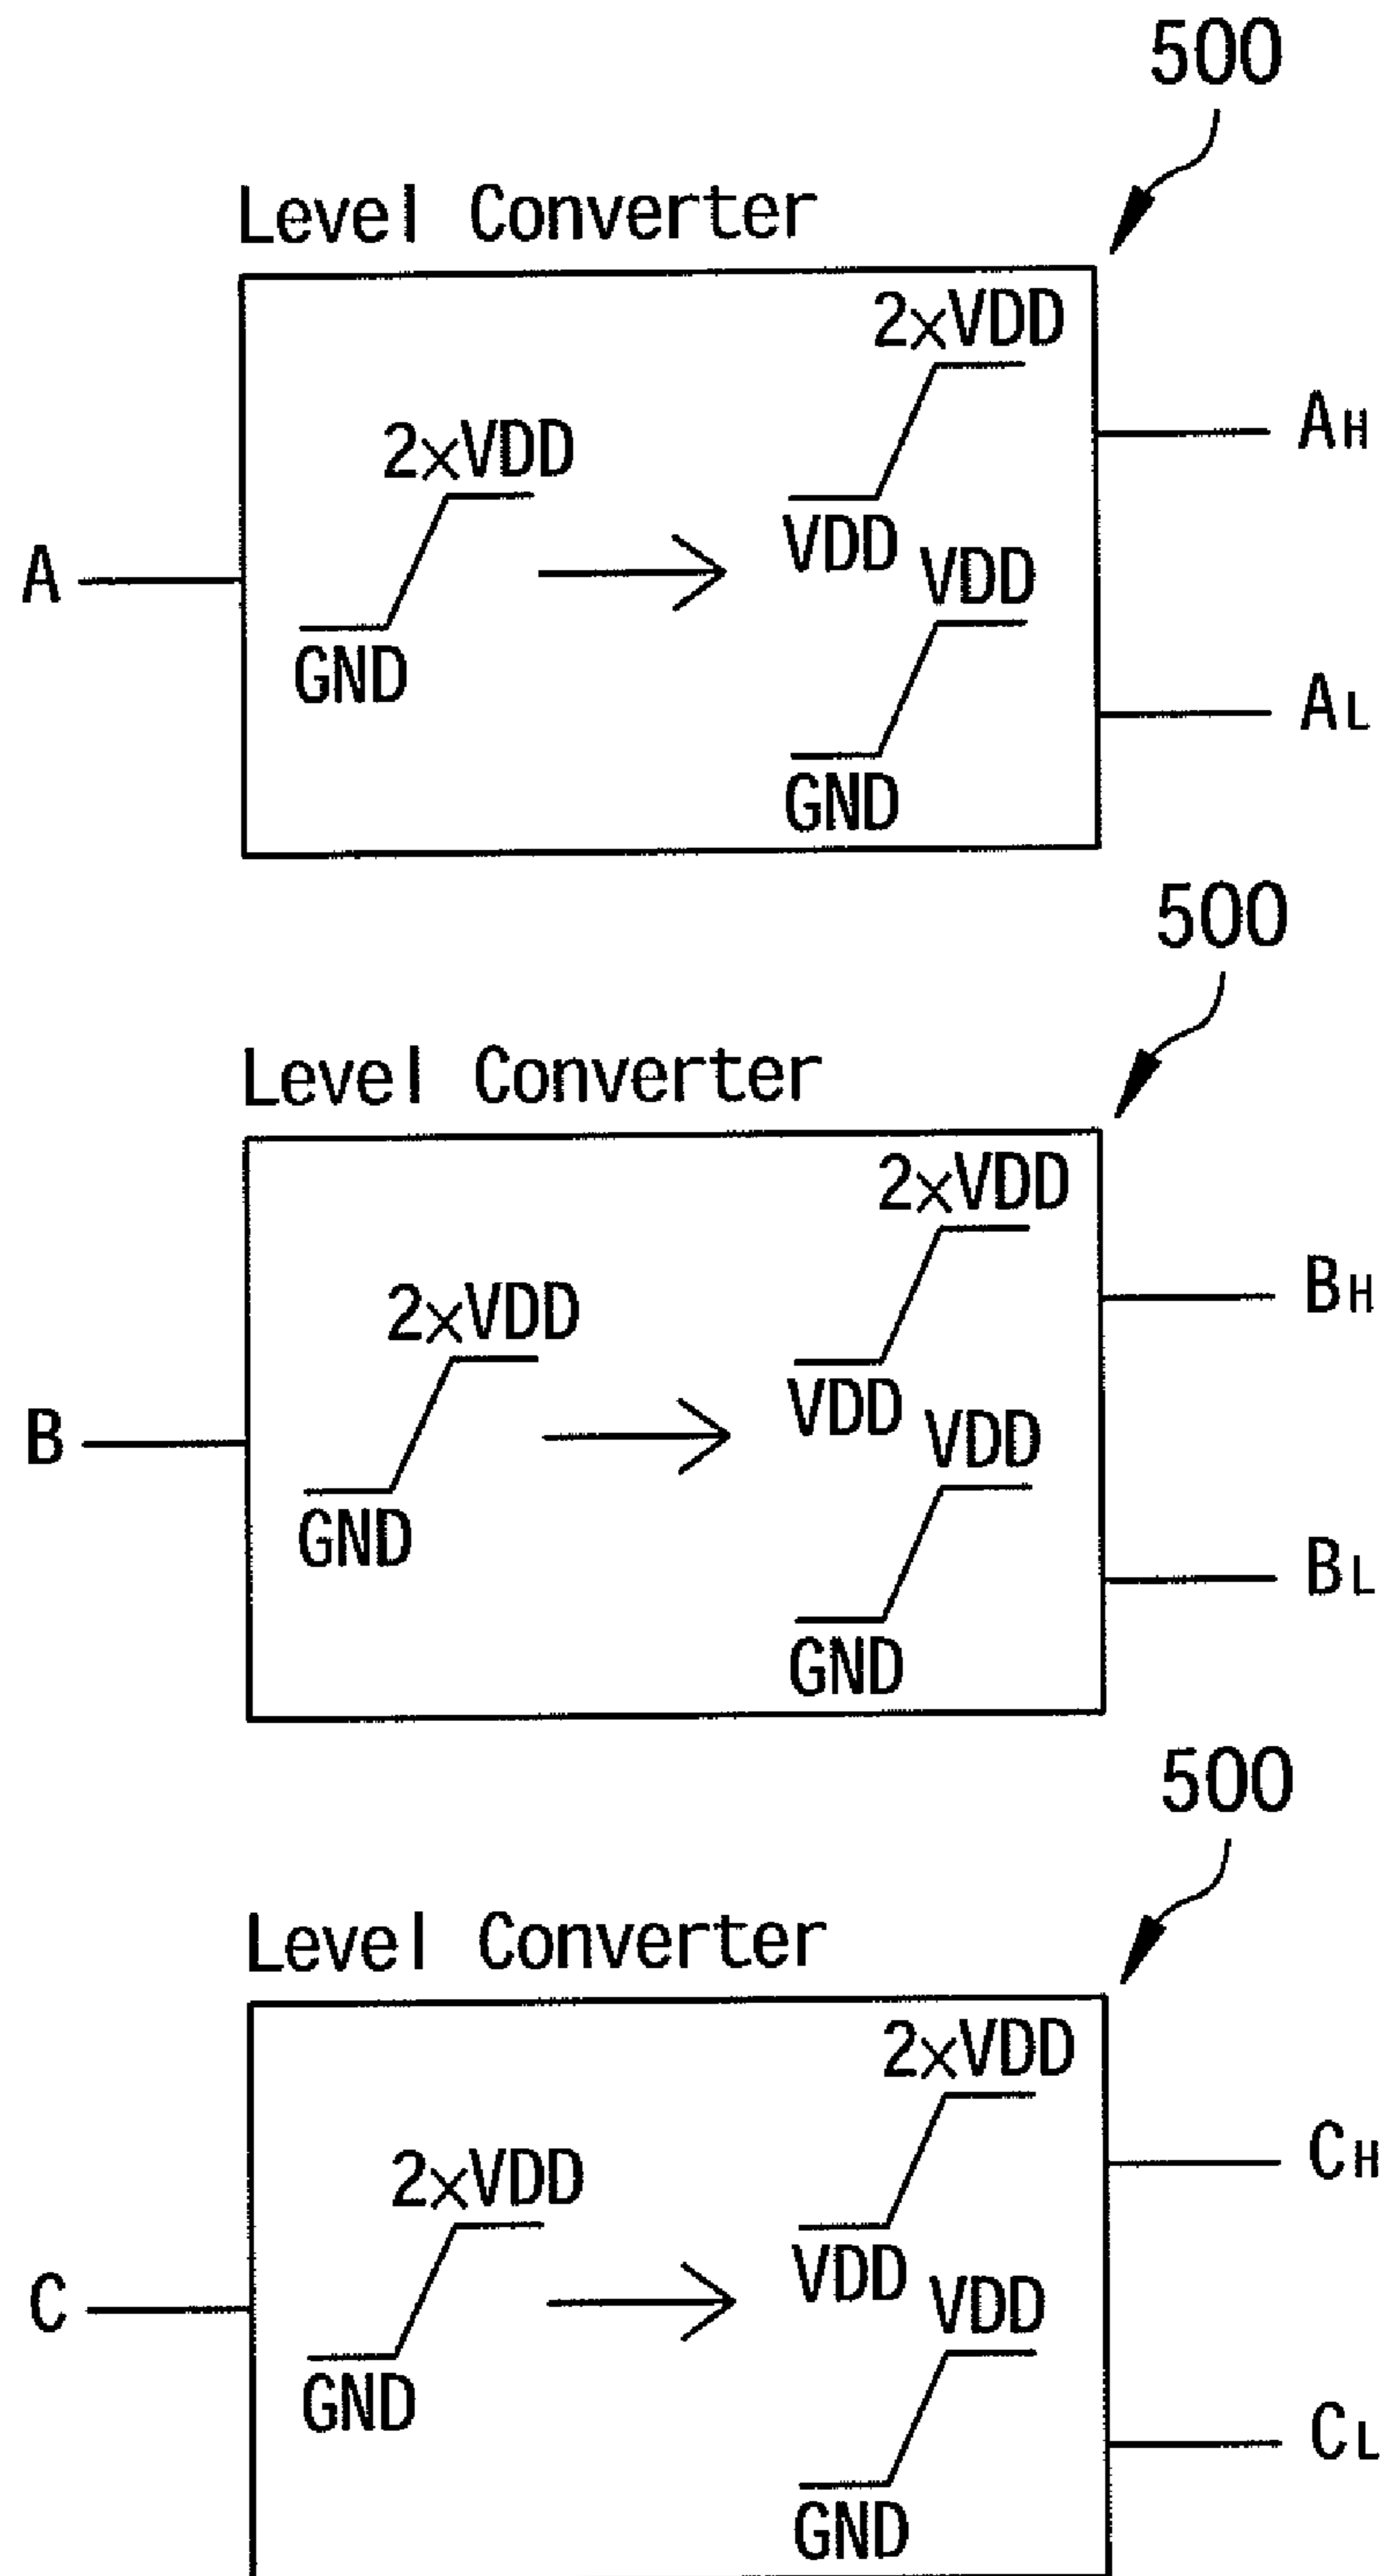 500
Level Converter
2×VDD
2×VDD
AH
A
VDD
VDD
GND
AL
GND
500
Level Converter
2×VDD
2×VDD
BH
B
VDD
VDD
GND
BL
GND
500
Level Converter
2×VDD
2×VDD
CH
C
VDD
VDD
GND
CL
GND